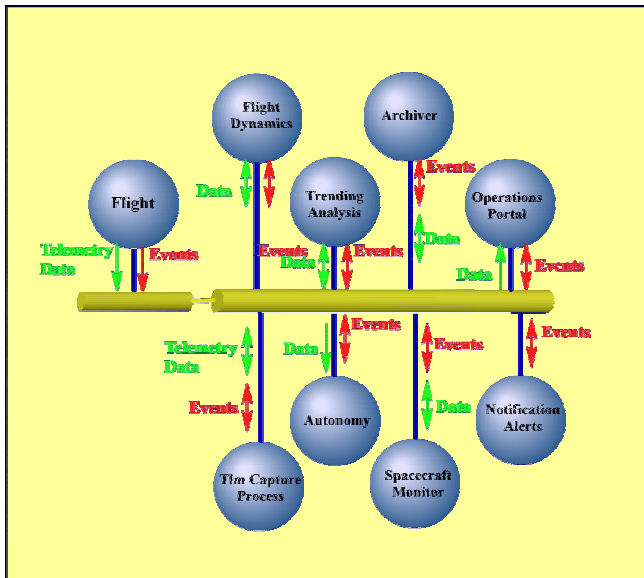 Flight
Dynamics
Archiver
Data
Events
Trending
Analysis
Operations
Portal
Flight
Data
Telemetry
Data
Events
Events
Data
Events
Data
Events
Telemetry
Data
Data
Events
Events
Events
Events
Data
Autonomy
Notification
Alerts
Tlm Capture
Process
Spacecraft
Monitor